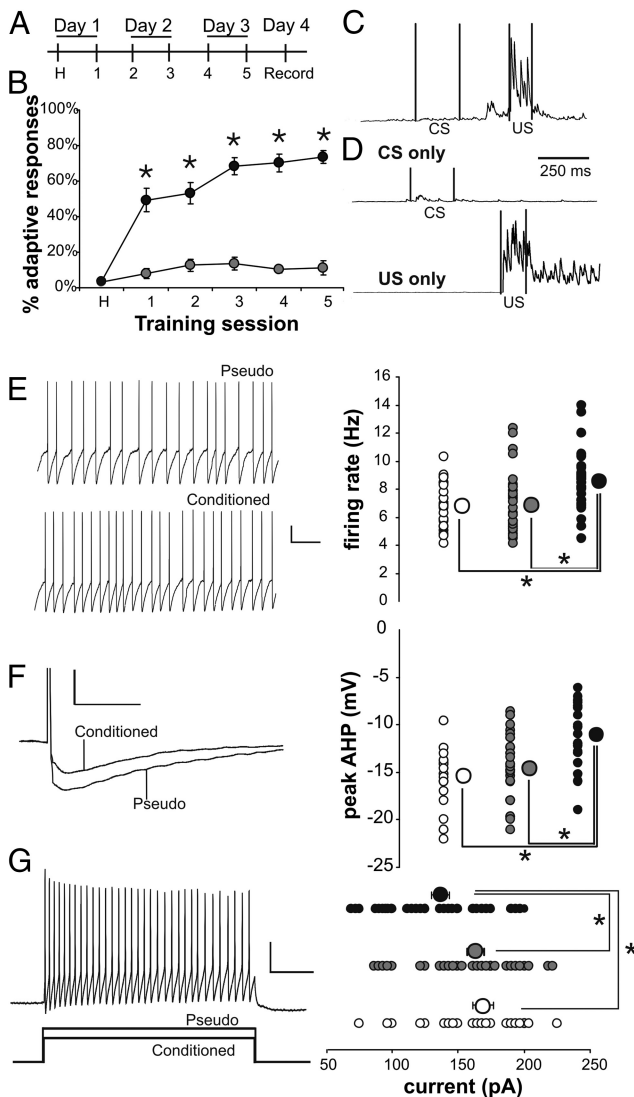 A
Day 1 Day 2 Day 3 Day 4
H 1 2 3 4 5 Record
B
100%
80%
60%
40%
20%
0%
% adaptive responses
* * * * *
H 1 2 3 4 5
Training session
C
CS US
D
CS only
250 ms
CS
US only
US
E
Pseudo
Conditioned
16
14
12
10
8
6
4
2
0
firing rate (Hz)
*
*
F
Conditioned
Pseudo
0
-5
-10
-15
-20
-25
peak AHP (mV)
*
*
G
Pseudo
Conditioned
*
*
50 100 150 200 250
current (pA)